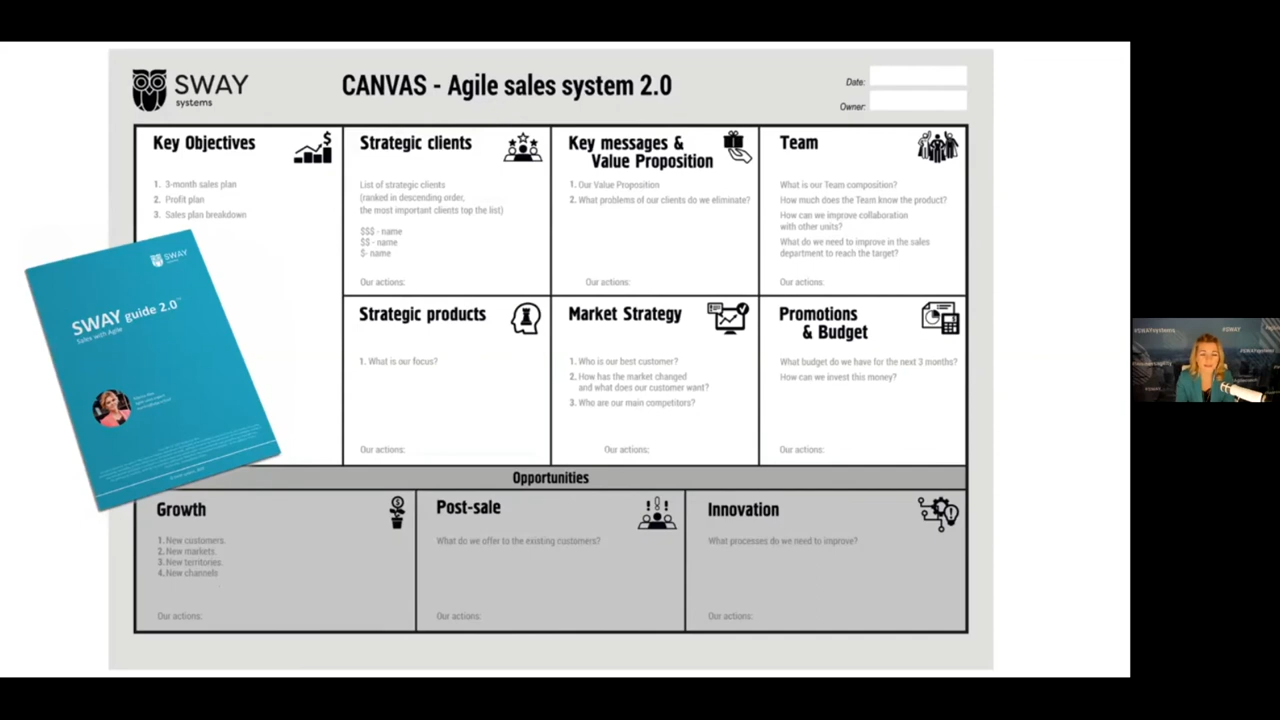 SWAY
systems
CANVAS - Agile sales system 2.0
Date:
Owner:
Key Objectives
1. 3-month sales plan
2. Profit plan
3. Sales plan breakdown
Strategic clients
List of strategic clients
(ranked in descending order,
the most important clients top the list)
$$$ - name
$$ - name
$- name
Our actions:
Key messages &
Value Proposition
1. Our Value Proposition
2. What problems of our clients do we eliminate?
Our actions:
Team
What is our Team composition?
How much does the Team know the product?
How can we improve collaboration
with other units?
What do we need to improve in the sales
department to reach the target?
Our actions:
SWAY
SWAY guide 2.0
Sales with Agile
Strategic products
1. What is our focus?
Our actions:
Market Strategy
1. Who is our best customer?
2. How has the market changed
and what does our customer want?
3. Who are our main competitors?
Our actions:
Promotions
& Budget
What budget do we have for the next 3 months?
How can we invest this money?
Our actions:
Opportunities
Growth
1. New customers.
2. New markets.
3. New territories.
4. New channels
Our actions:
Post-sale
What do we offer to the existing customers?
Our actions:
Innovation
What processes do we need to improve?
Our actions:
#SWAYsystems
#SWAY